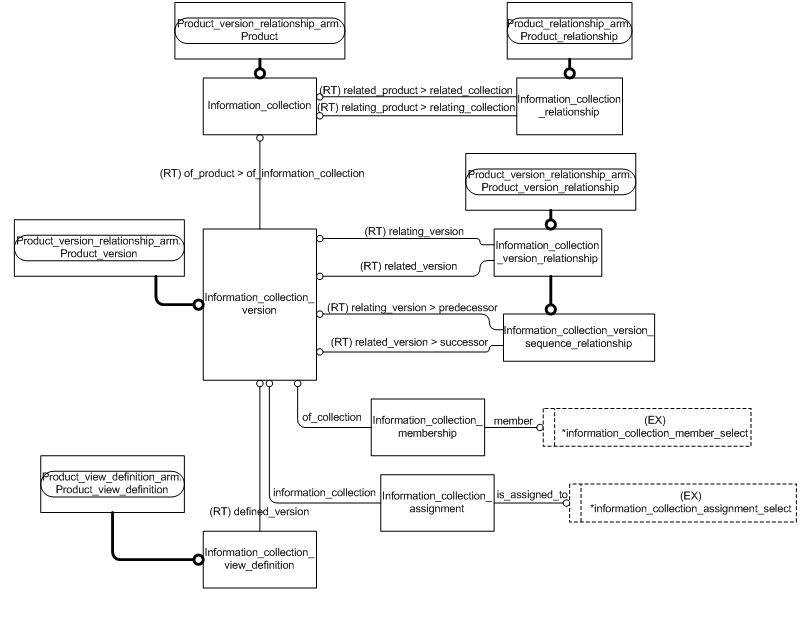 Product_version_relationship_arm.
Product
Product_relationship_arm.
Product_relationship
Information_collection
(RT) related_product > related_collection
(RT) relating_product > relating_collection
Information_collection
_relationship
(RT) of_product > of_information_collection
Product_version_relationship_arm.
Product_version_relationship
Product_version_relationship_arm.
Product_version
(RT) relating_version
Information_collection
_version_relationship
(RT) related_version
Information_collection_
version
(RT) relating_version > predecessor
Information_collection_version_
sequence_relationship
(RT) related_version > successor
of_collection
Information_collection_
membership
member
(EX)
*information_collection_member_select
Product_view_definition_arm.
Product_view_definition
information_collection
Information_collection_
assignment
is_assigned_to
(EX)
*information_collection_assignment_select
(RT) defined_version
Information_collection_
view_definition